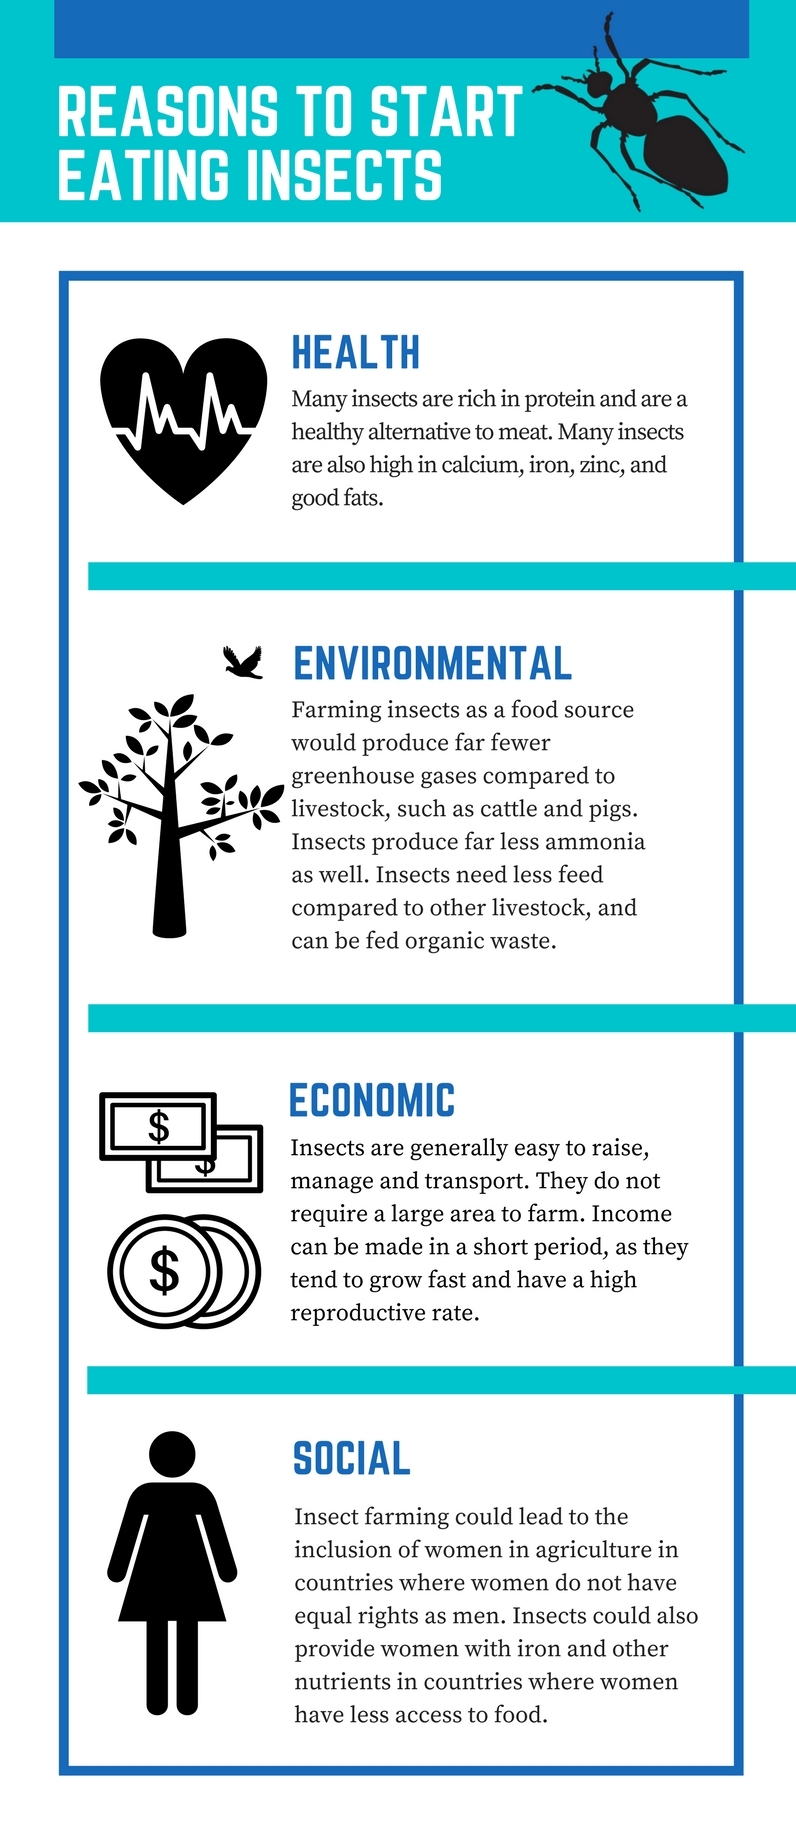 REASONS TO START
EATING INSECTS
HEALTH
Many insects are rich in protein and are a
healthy alternative to meat. Many insects
are also high in calcium, iron, zinc, and
good fats.
ENVIRONMENTAL
Farming insects as a food source
would produce far fewer
greenhouse gases compared to
livestock, such as cattle and pigs.
Insects produce far less ammonia
as well. Insects need less feed
compared to other livestock, and
can be fed organic waste.
$
$
$
ECONOMIC
Insects are generally easy to raise,
manage and transport. They do not
require a large area to farm. Income
can be made in a short period, as they
tend to grow fast and have a high
reproductive rate.
SOCIAL
Insect farming could lead to the
inclusion of women in agriculture in
countries where women do not have
equal rights as men. Insects could also
provide women with iron and other
nutrients in countries where women
have less access to food.